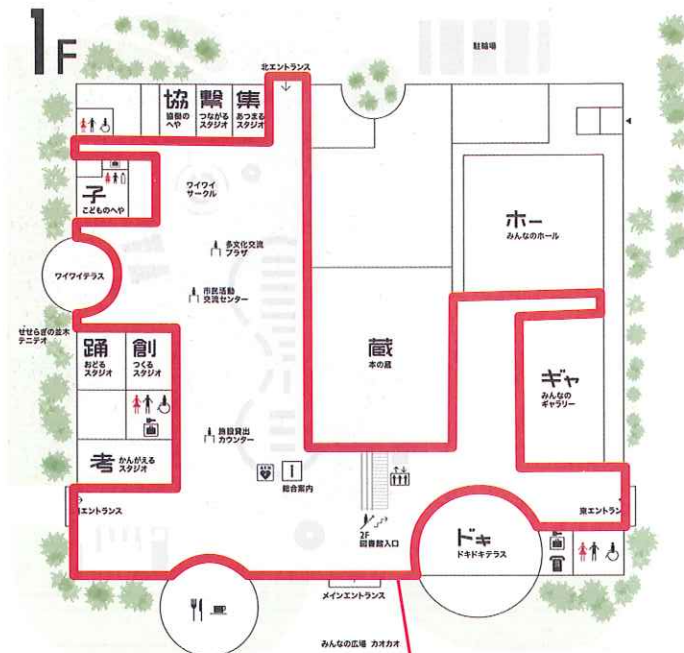 1F
北エントランス
駐輪場
協
協働の
へや
繋
つながる
スタジオ
集
あつまる
スタジオ
子
こどものへや
ワイワイ
サークル
ホー
みんなのホール
多文化交流
プラザ
ワイワイテラス
市民活動
交流センター
せせらぎの並木
テニテオ
踊
おどる
スタジオ
創
つくる
スタジオ
蔵
本の蔵
ギャ
みんなの
ギャラリー
施設貸出
カウンター
考 かんがえる
スタジオ
AED
i
総合案内
エントランス
東エントラン
2F
図書館入口
ドキ
ドキドキテラス
メインエントランス
みんなの広場 カオカオ